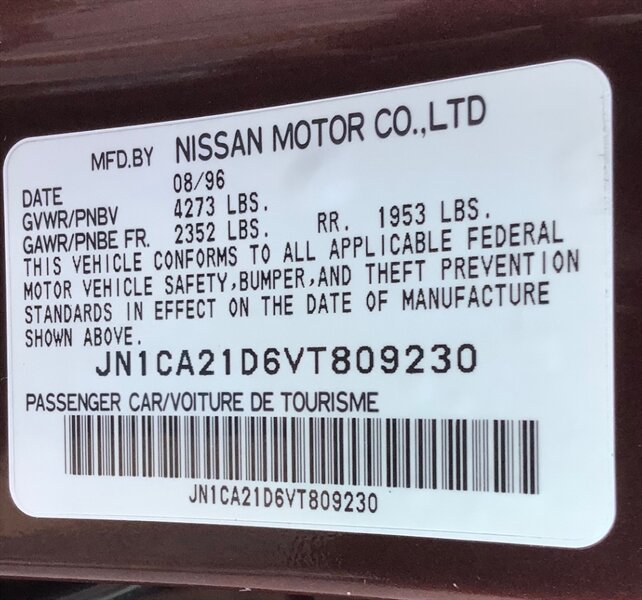 MFD.BY NISSAN MOTOR CO.,LTD
DATE 08/96
GVWR/PNBV 4273 LBS.
GAWR/PNBE FR. 2352 LBS. RR. 1953 LBS.
THIS VEHICLE CONFORMS TO ALL APPLICABLE FEDERAL
MOTOR VEHICLE SAFETY,BUMPER,AND THEFT PREVENTION
STANDARDS IN EFFECT ON THE DATE OF MANUFACTURE
SHOWN ABOVE.
JN1CA21D6VT809230
PASSENGER CAR/VOITURE DE TOURISME
JN1CA21D6VT809230